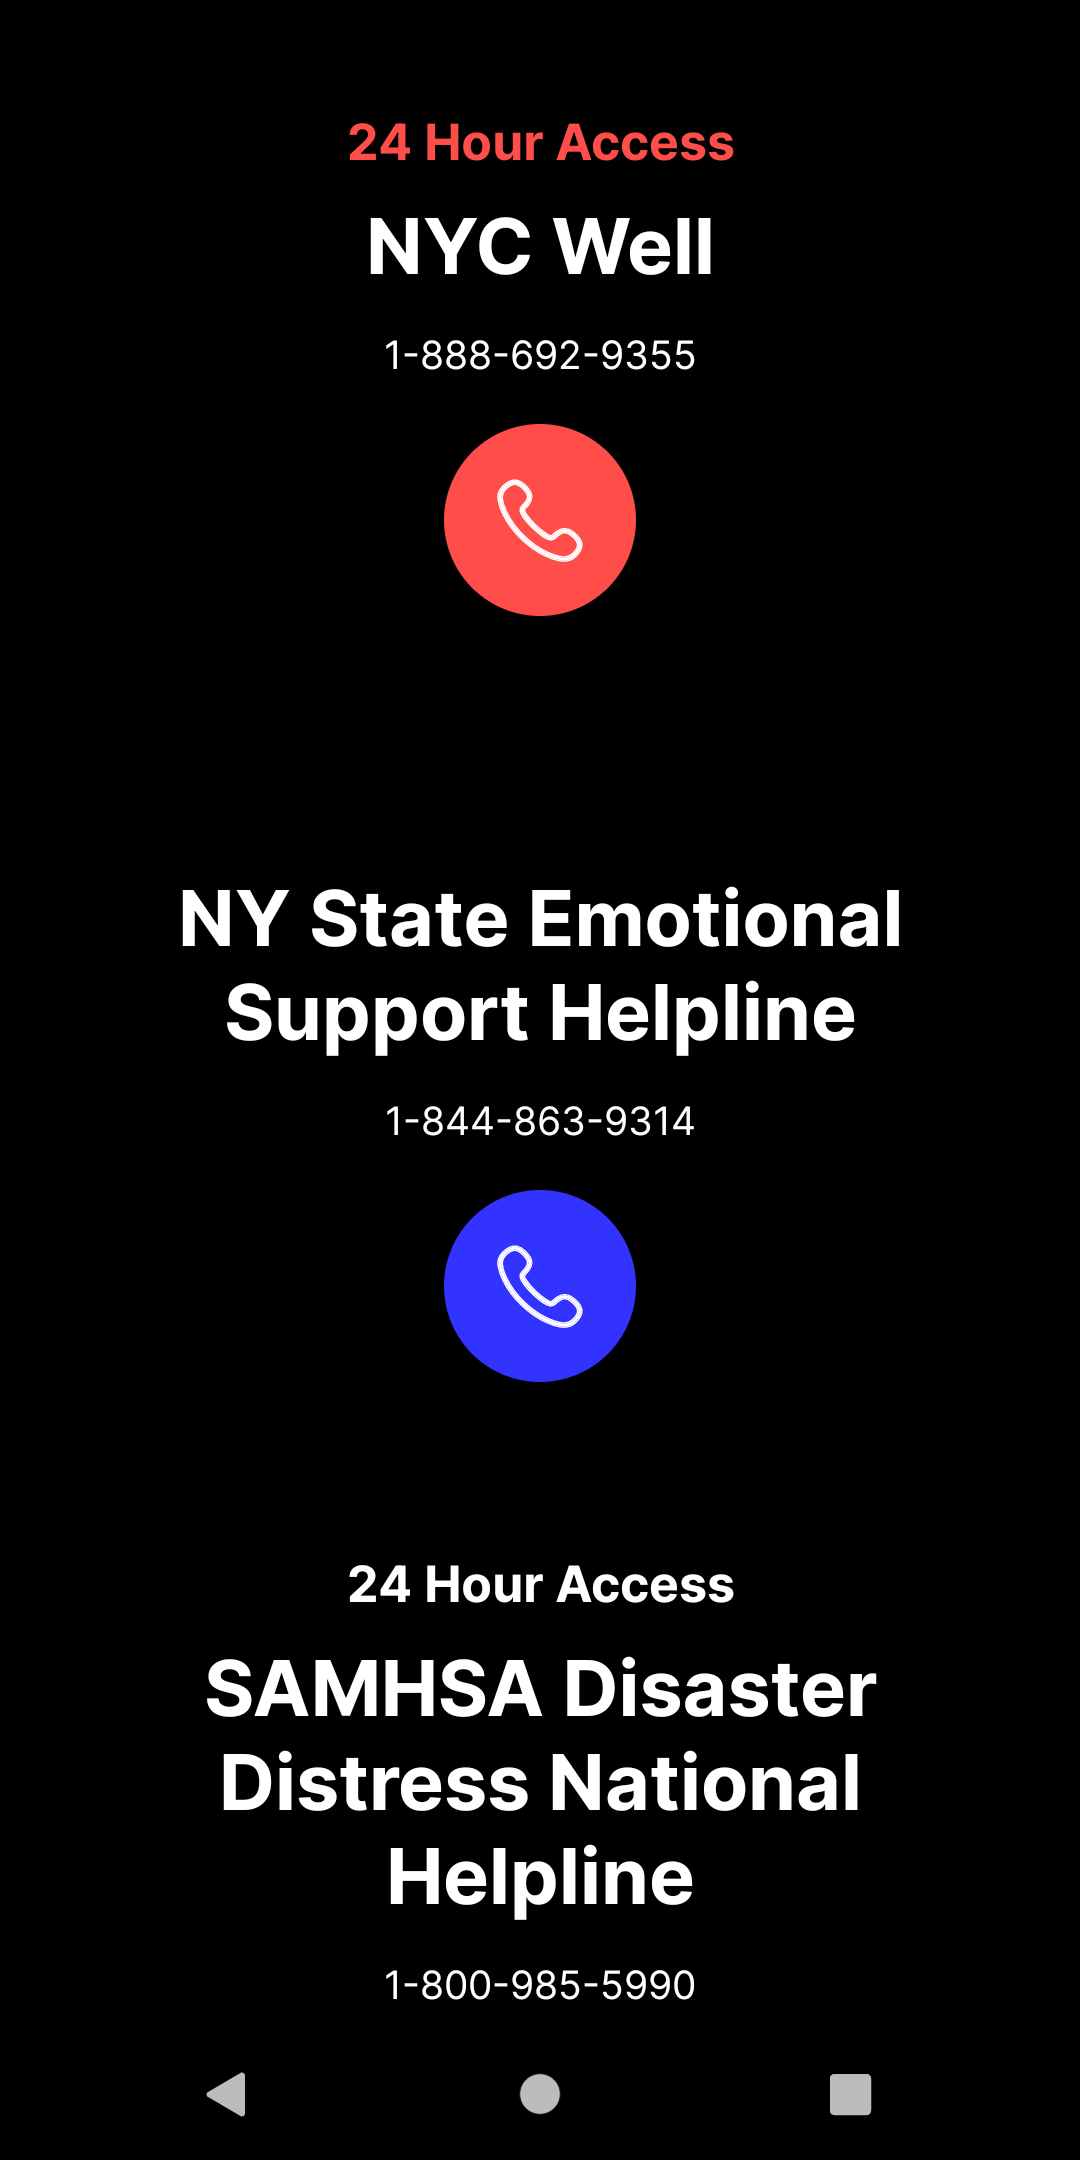 24 Hour Access
NYC Well
1-888-692-9355
NY State Emotional
Support Helpline
1-844-863-9314
24 Hour Access
SAMHSA Disaster
Distress National
Helpline
1-800-985-5990